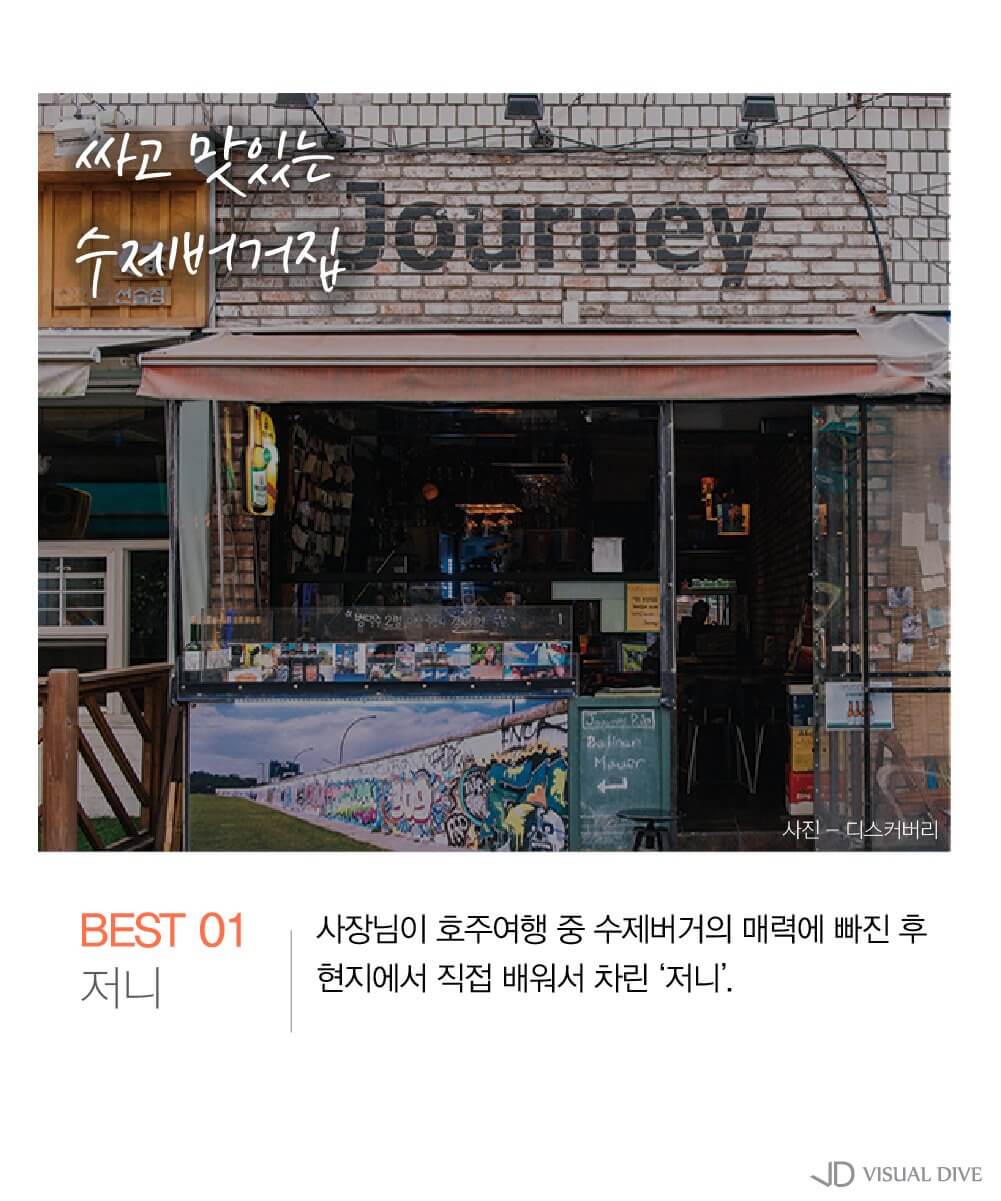 싸고 맛있는
수제버거집
Journey
Journey Pub
사진 – 디스커버리
BEST 01
저니
사장님이 호주여행 중 수제버거의 매력에 빠진 후
현지에서 직접 배워서 차린 ‘저니’.
VISUAL DIVE